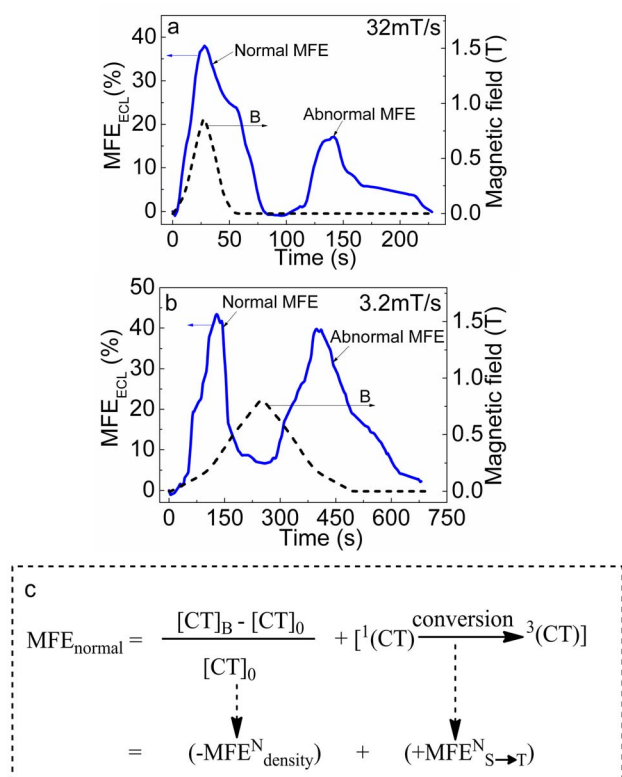 a
32mT/s
Normal MFE
B
Abnormal MFE
MFE_ECL (%)
40
30
20
10
0
Magnetic field (T)
1.5
1.0
0.5
0.0
0 50 100 150 200
Time (s)
b
3.2mT/s
Normal MFE
Abnormal MFE
B
MFE_ECL (%)
50
40
30
20
10
0
Magnetic field (T)
1.5
1.0
0.5
0.0
0 150 300 450 600 750
Time (s)
c
MFE_normal = [CT]_B - [CT]_0 / [CT]_0 + [¹(CT) conversion ³(CT)]
= (-MFE^N_density) + (+MFE^N_S→T)